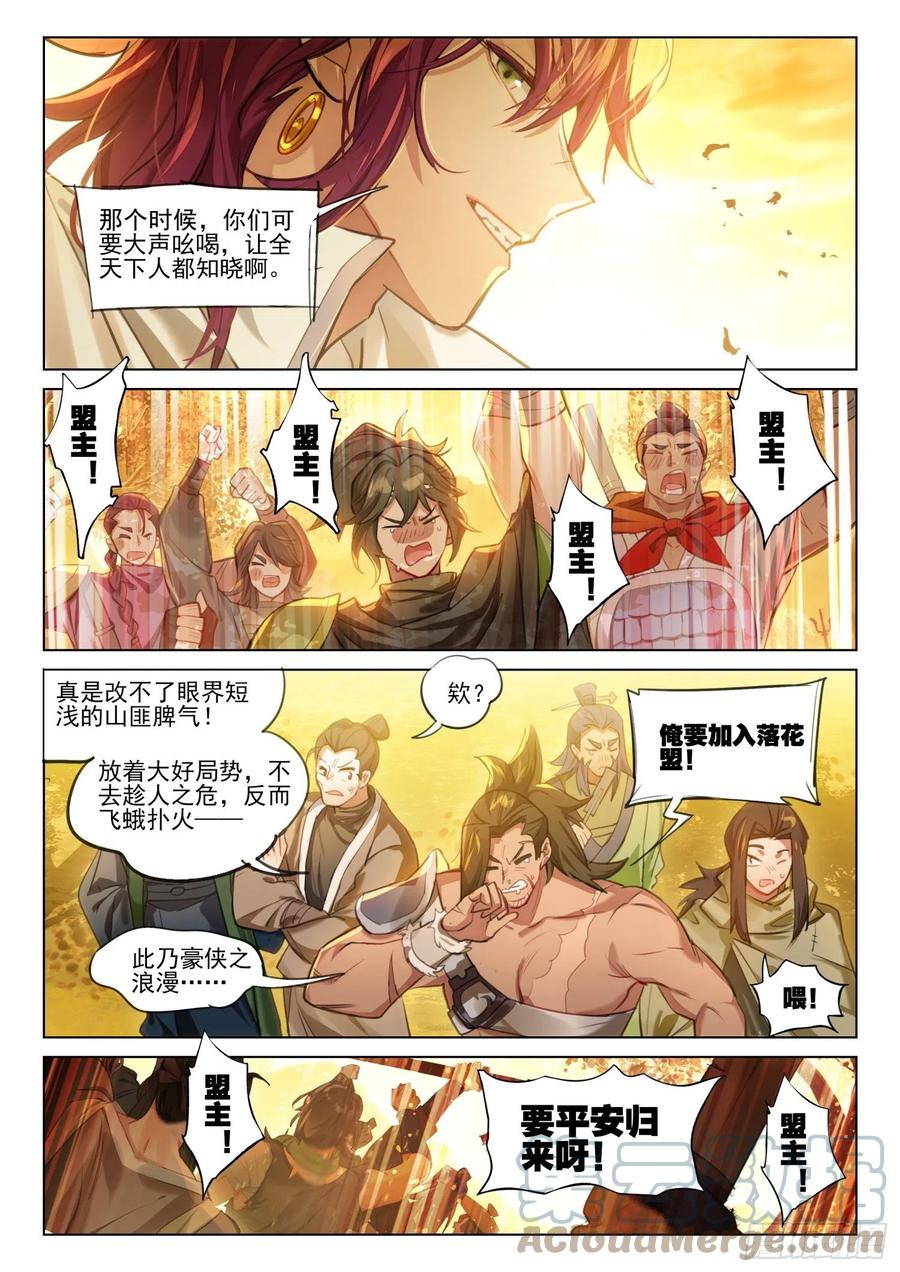 那个时候，你们可
要大声吆喝，让全
天下人都知晓啊。
盟主！
盟主！
盟主！
盟主！
真是改不了眼界短
浅的山匪脾气！
放着大好局势，不
去趁人之危，反而
飞蛾扑火——
欸？
俺要加入落花
盟！
此乃豪侠之
浪漫……
喂！
盟主！
要平安归
来呀！
盟主！
AcloudMerge.com